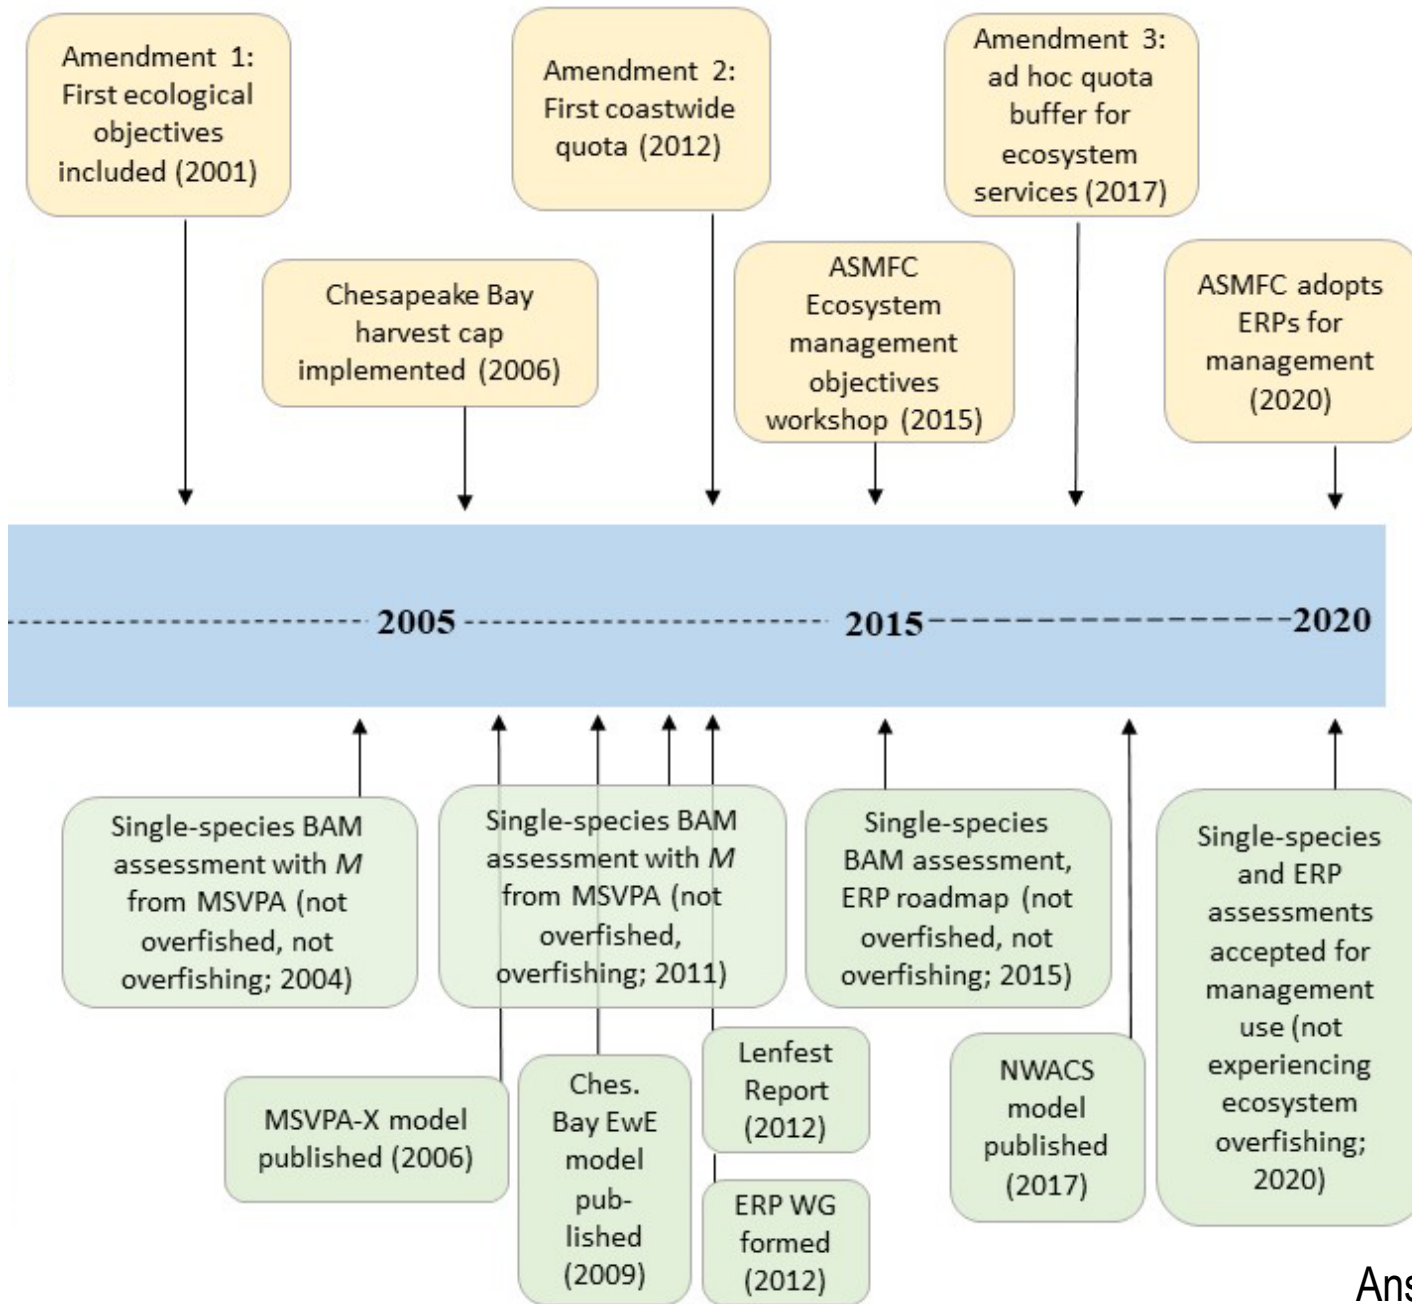 Amendment 1:
First ecological
objectives
included (2001)
Amendment 2:
First coastwide
quota (2012)
Amendment 3:
ad hoc quota
buffer for
ecosystem
services (2017)
Chesapeake Bay
harvest cap
implemented (2006)
ASMFC
Ecosystem
management
objectives
workshop (2015)
ASMFC adopts
ERPs for
management
(2020)
2005
2015
2020
Single-species BAM
assessment with M
from MSVPA (not
overfished, not
overfishing; 2004)
Single-species BAM
assessment with M
from MSVPA (not
overfished,
overfishing; 2011)
Single-species
BAM assessment,
ERP roadmap (not
overfished, not
overfishing; 2015)
Single-species
and ERP
assessments
accepted for
management
use (not
experiencing
ecosystem
overfishing;
2020)
MSVPA-X model
published (2006)
Ches.
Bay EwE
model
pub-
lished
(2009)
Lenfest
Report
(2012)
ERP WG
formed
(2012)
NWACS
model
published
(2017)
Ans